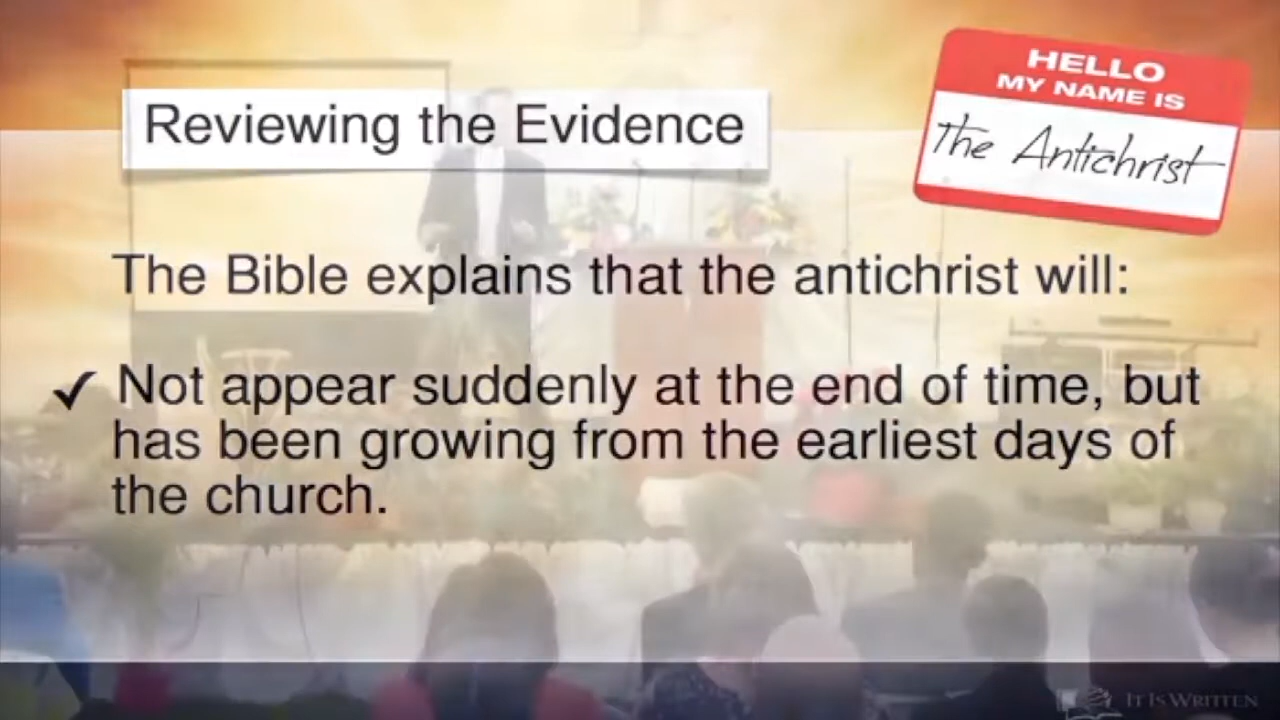 HELLO
MY NAME IS
The Antichrist
Reviewing the Evidence
The Bible explains that the antichrist will:
✓ Not appear suddenly at the end of time, but
has been growing from the earliest days of
the church.
IT IS WRITTEN